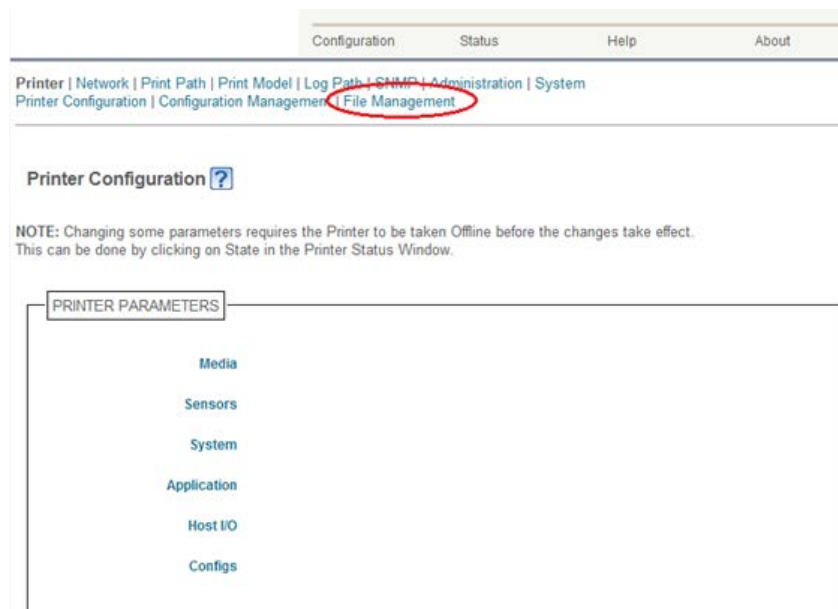 Configuration Status Help About
Printer | Network | Print Path | Print Model | Log Path | SNMP | Administration | System
Printer Configuration | Configuration Management | File Management
Printer Configuration ?
NOTE: Changing some parameters requires the Printer to be taken Offline before the changes take effect.
This can be done by clicking on State in the Printer Status Window.
PRINTER PARAMETERS
Media
Sensors
System
Application
Host I/O
Configs